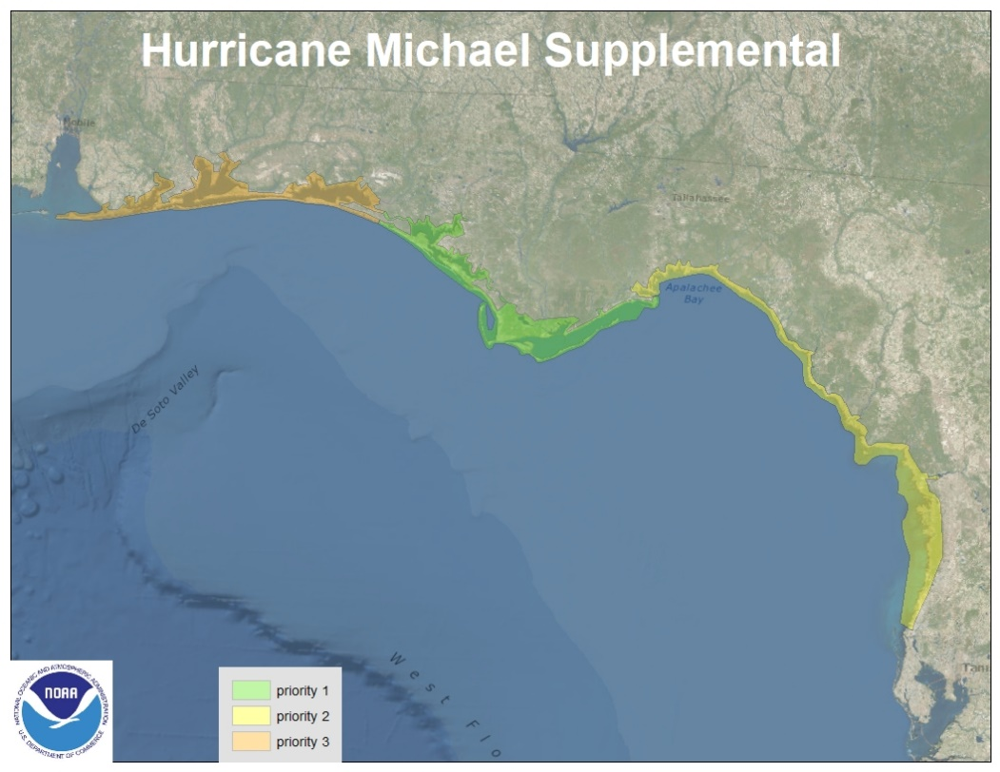 Hurricane Michael Supplemental
Mobile
Tallahassee
Apalachee
Bay
De Soto Valley
West Flo
Tam
NATIONAL OCEANIC AND ATMOSPHERIC ADMINISTRATION
NOAA
U.S. DEPARTMENT OF COMMERCE
priority 1
priority 2
priority 3